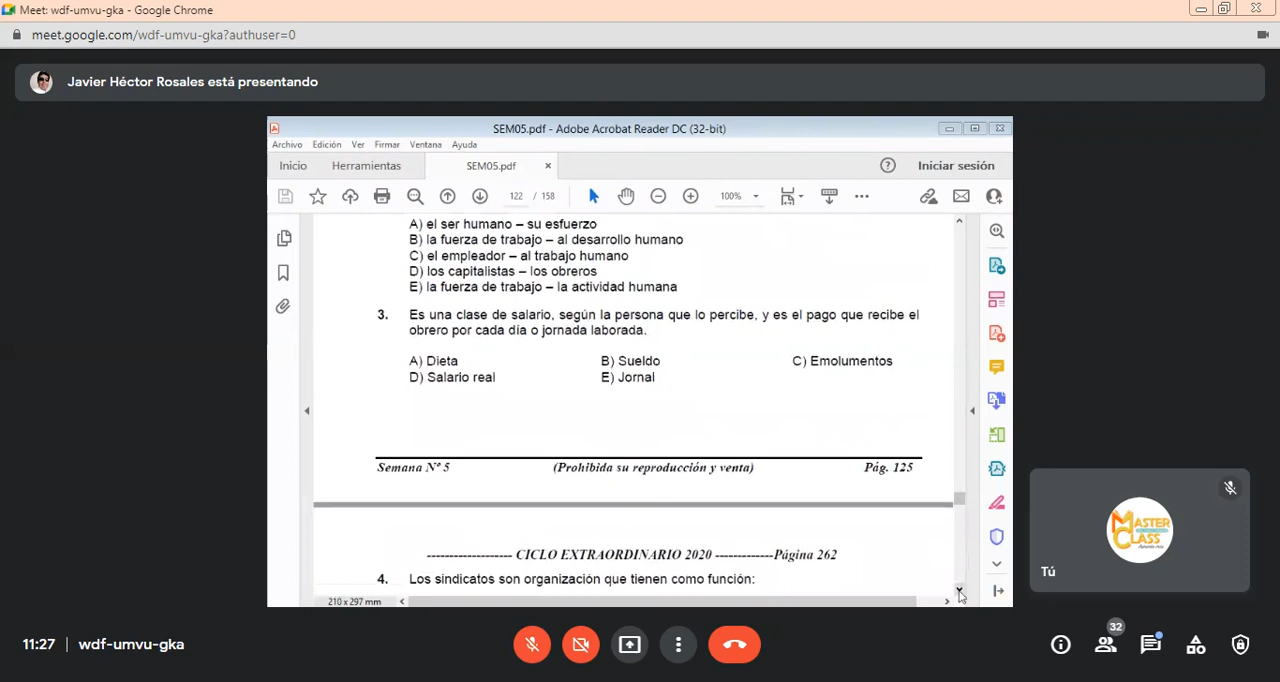 Meet: wdf-umvu-gka - Google Chrome
meet.google.com/wdf-umvu-gka?authuser=0
Javier Héctor Rosales está presentando
SEM05.pdf - Adobe Acrobat Reader DC (32-bit)
Archivo Edición Ver Firmar Ventana Ayuda
Inicio Herramientas SEM05.pdf × Iniciar sesión
122 / 158 100%
A) el ser humano – su esfuerzo
B) la fuerza de trabajo – al desarrollo humano
C) el empleador – al trabajo humano
D) los capitalistas – los obreros
E) la fuerza de trabajo – la actividad humana
3. Es una clase de salario, según la persona que lo percibe, y es el pago que recibe el
obrero por cada día o jornada laborada.
A) Dieta B) Sueldo C) Emolumentos
D) Salario real E) Jornal
Semana Nº 5 (Prohibida su reproducción y venta) Pág. 125
------------------- CICLO EXTRAORDINARIO 2020 -------------Página 262
4. Los sindicatos son organización que tienen como función:
210 x 297 mm
MASTER
CLASS
Tú
11:27 | wdf-umvu-gka
32